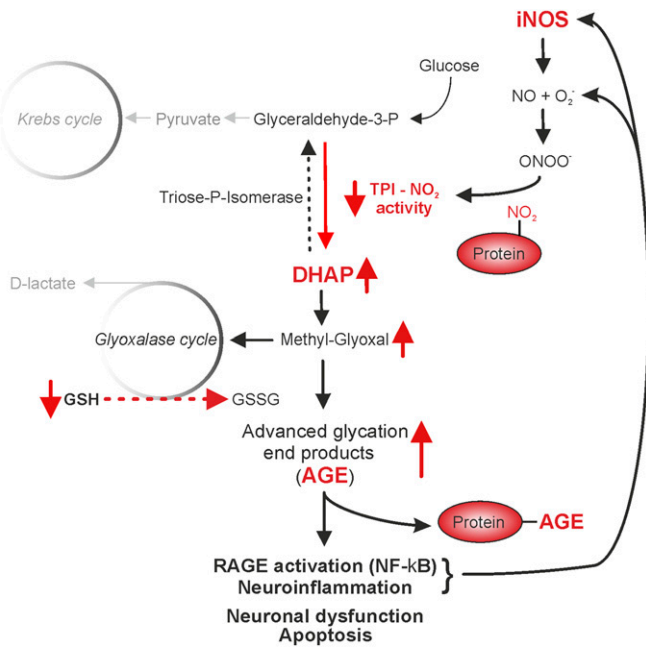 iNOS
Glucose
NO + O₂⁻
Krebs cycle
Pyruvate
Glyceraldehyde-3-P
ONOO⁻
Triose-P-Isomerase
TPI - NO₂
activity
NO₂
Protein
DHAP
D-lactate
Glyoxalase cycle
Methyl-Glyoxal
GSH
GSSG
Advanced glycation
end products
(AGE)
Protein
AGE
RAGE activation (NF-kB)
Neuroinflammation
}
Neuronal dysfunction
Apoptosis